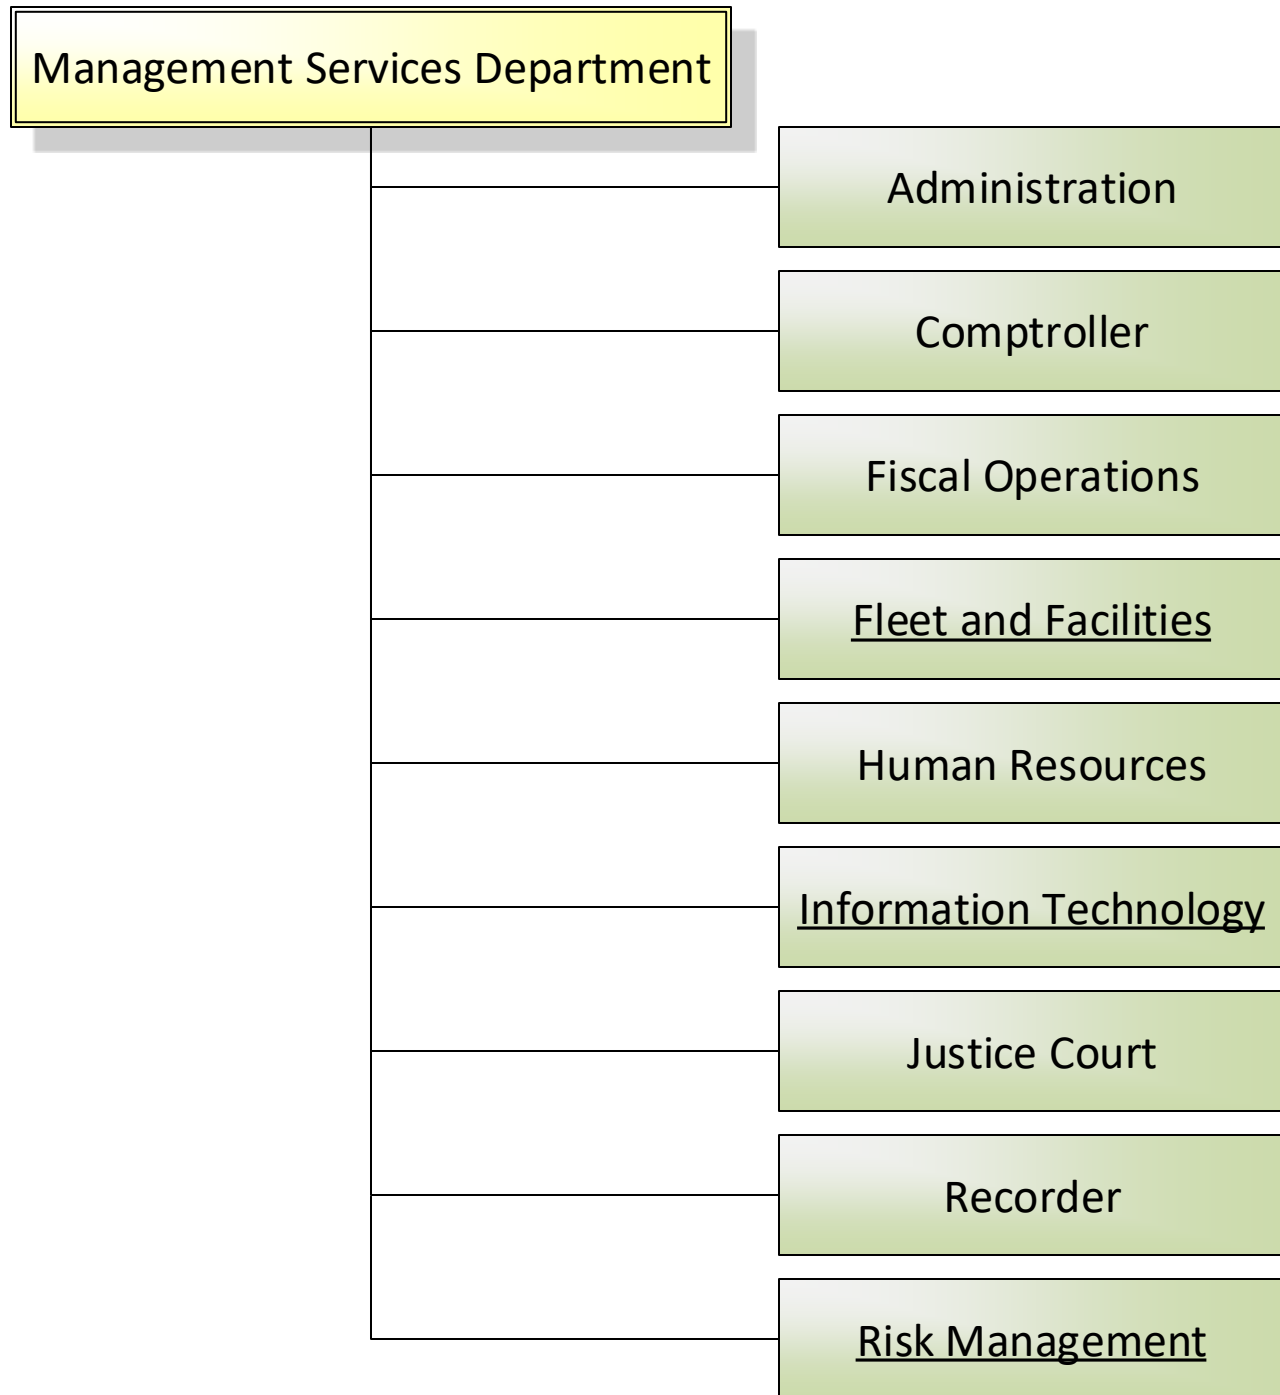 Management Services Department
Administration
Comptroller
Fiscal Operations
Fleet and Facilities
Human Resources
Information Technology
Justice Court
Recorder
Risk Management